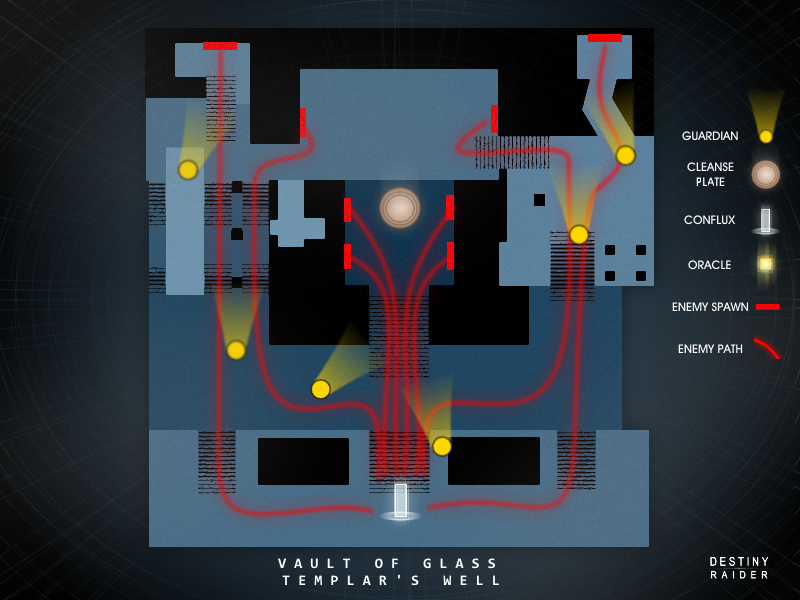 GUARDIAN
CLEANSE
PLATE
CONFLUX
ORACLE
ENEMY SPAWN
ENEMY PATH
VAULT OF GLASS
TEMPLAR'S WELL
DESTINY
RAIDER